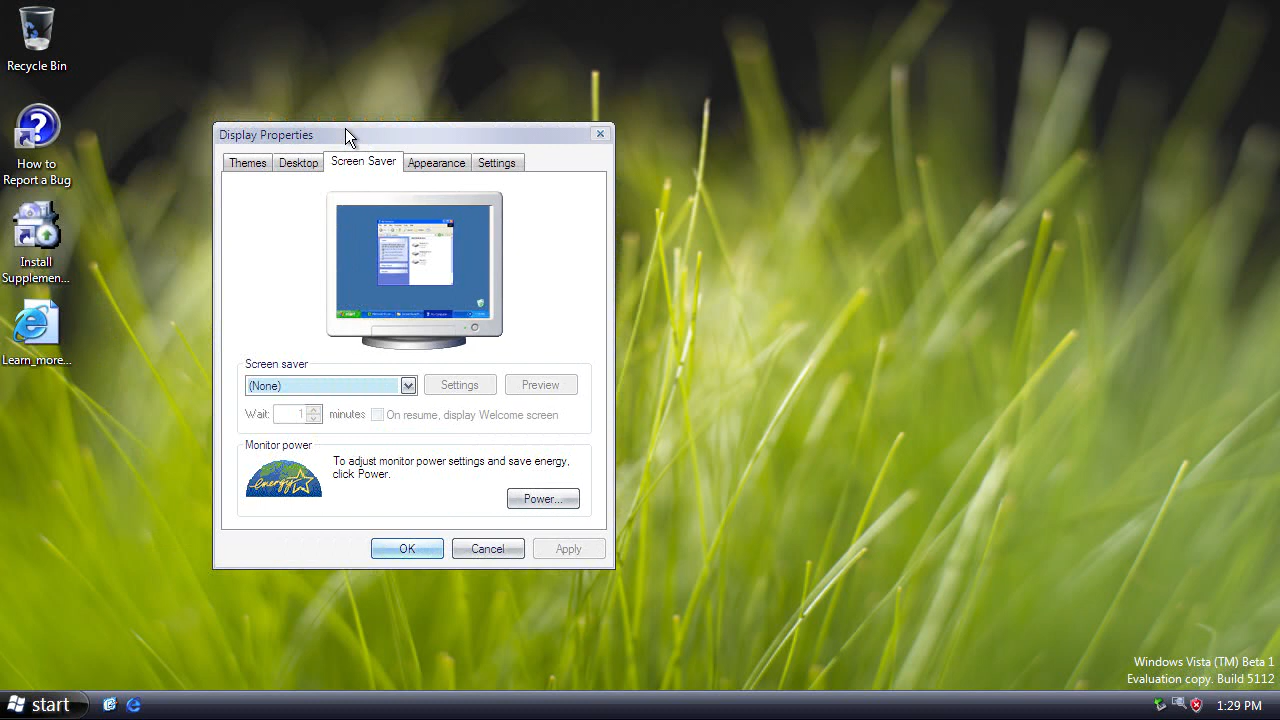 Recycle Bin
How to
Report a Bug
Install
Supplemen...
Learn_more...
Display Properties
Themes
Desktop
Screen Saver
Appearance
Settings
Screen saver
(None)
Settings
Preview
Wait:
1
minutes
On resume, display Welcome screen
Monitor power
energy
To adjust monitor power settings and save energy,
click Power.
Power...
OK
Cancel
Apply
Windows Vista (TM) Beta 1
Evaluation copy. Build 5112
start
1:29 PM